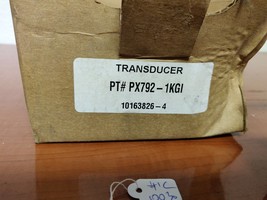 TRANSDUCER
PT# PX792-1KGI
10163826-4